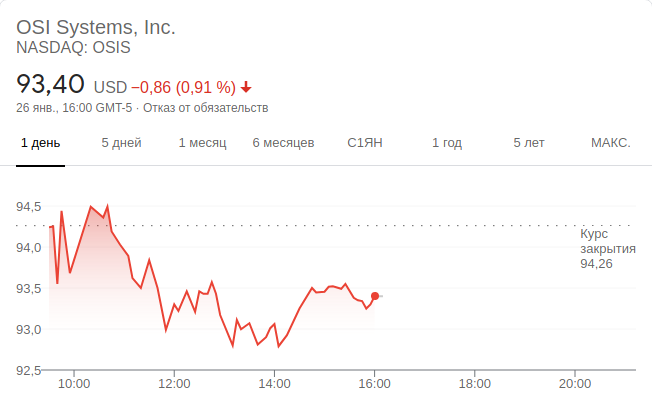 OSI Systems, Inc.
NASDAQ: OSIS
93,40 USD −0,86 (0,91 %)
26 янв., 16:00 GMT-5 · Отказ от обязательств
1 день 5 дней 1 месяц 6 месяцев С1ЯН 1 год 5 лет МАКС.
94,5
Курс
закрытия
94,26
94,0
93,5
93,0
92,5
10:00 12:00 14:00 16:00 18:00 20:00